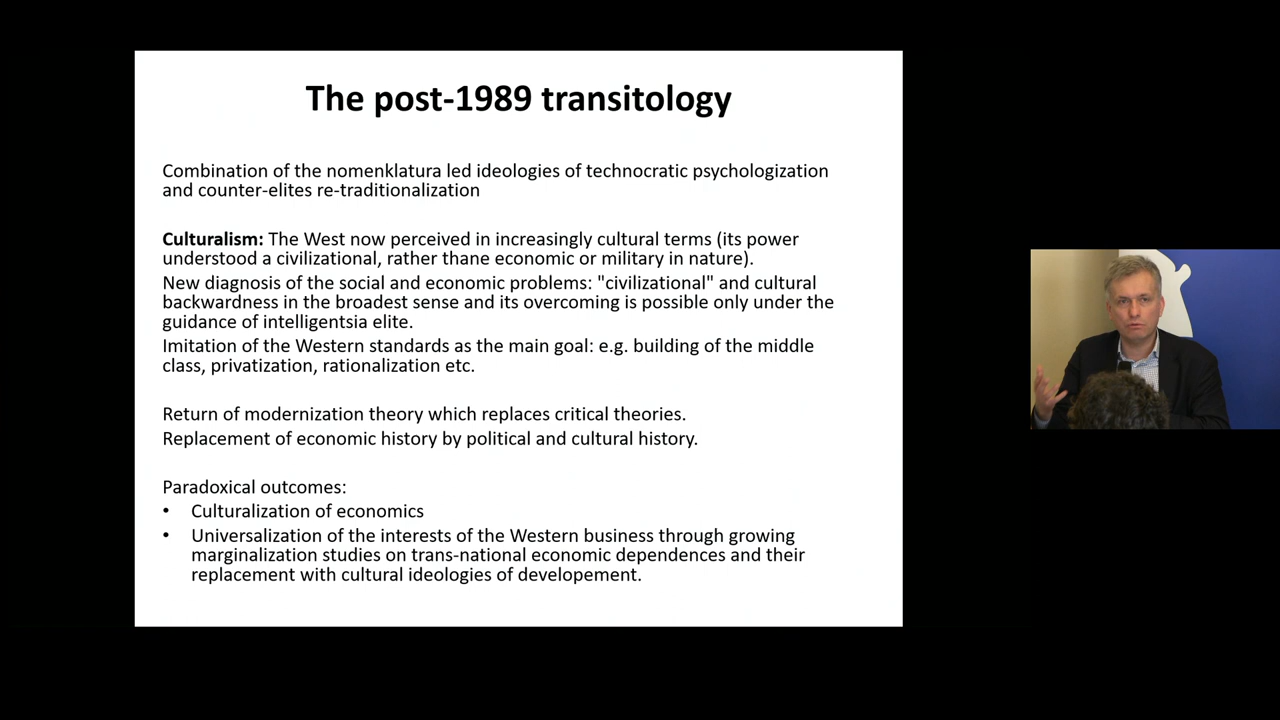 The post-1989 transitology
Combination of the nomenklatura led ideologies of technocratic psychologization
and counter-elites re-traditionalization
Culturalism: The West now perceived in increasingly cultural terms (its power
understood a civilizational, rather thane economic or military in nature).
New diagnosis of the social and economic problems: "civilizational" and cultural
backwardness in the broadest sense and its overcoming is possible only under the
guidance of intelligentsia elite.
Imitation of the Western standards as the main goal: e.g. building of the middle
class, privatization, rationalization etc.
Return of modernization theory which replaces critical theories.
Replacement of economic history by political and cultural history.
Paradoxical outcomes:
• Culturalization of economics
• Universalization of the interests of the Western business through growing
marginalization studies on trans-national economic dependences and their
replacement with cultural ideologies of developement.